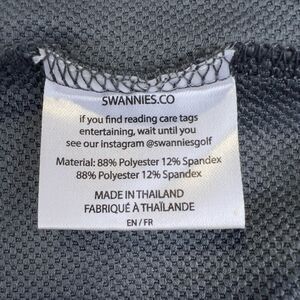 SWANNIES.CO
if you find reading care tags
entertaining, wait until you
see our instagram @swanniesgolf
Material: 88% Polyester 12% Spandex
88% Polyester 12% Spandex
MADE IN THAILAND
FABRIQUÉ À THAÏLANDE
EN / FR